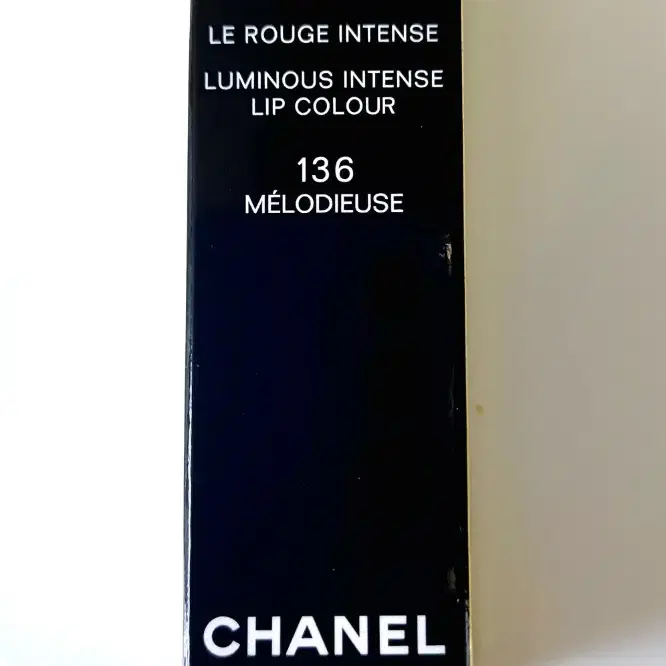 LE ROUGE INTENSE
LUMINOUS INTENSE
LIP COLOUR
136
MÉLODIEUSE
CHANEL